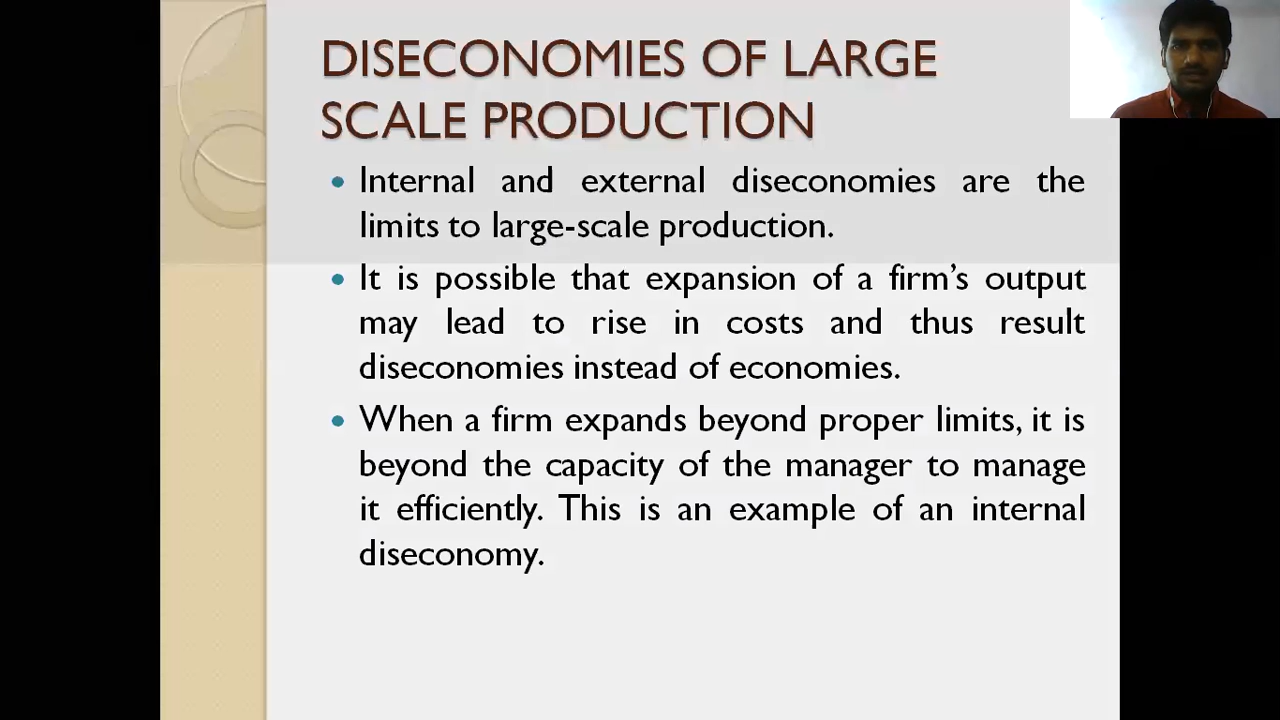 DISECONOMIES OF LARGE
SCALE PRODUCTION
• Internal and external diseconomies are the
limits to large-scale production.
• It is possible that expansion of a firm’s output
may lead to rise in costs and thus result
diseconomies instead of economies.
• When a firm expands beyond proper limits, it is
beyond the capacity of the manager to manage
it efficiently. This is an example of an internal
diseconomy.